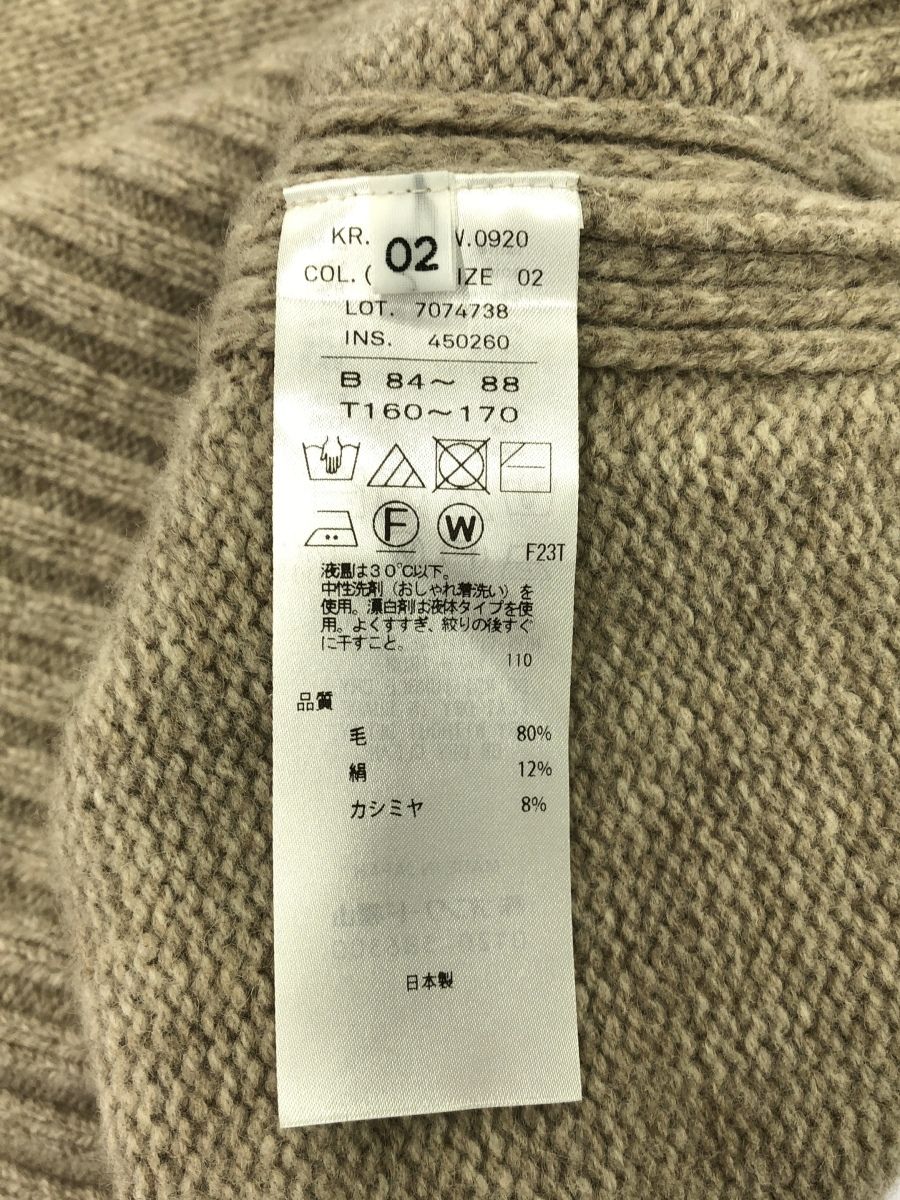 KR. W.0920
02
COL.( IZE 02
LOT. 7074738
INS. 450260
B 84～ 88
T160～170
F
W
F23T
液温は30℃以下。
中性洗剤（おしゃれ着洗い）を
使用。漂白剤は液体タイプを使
用。よくすすぎ、絞りの後すぐ
に干すこと。
110
品質
毛 80%
絹 12%
カシミヤ 8%
日本製